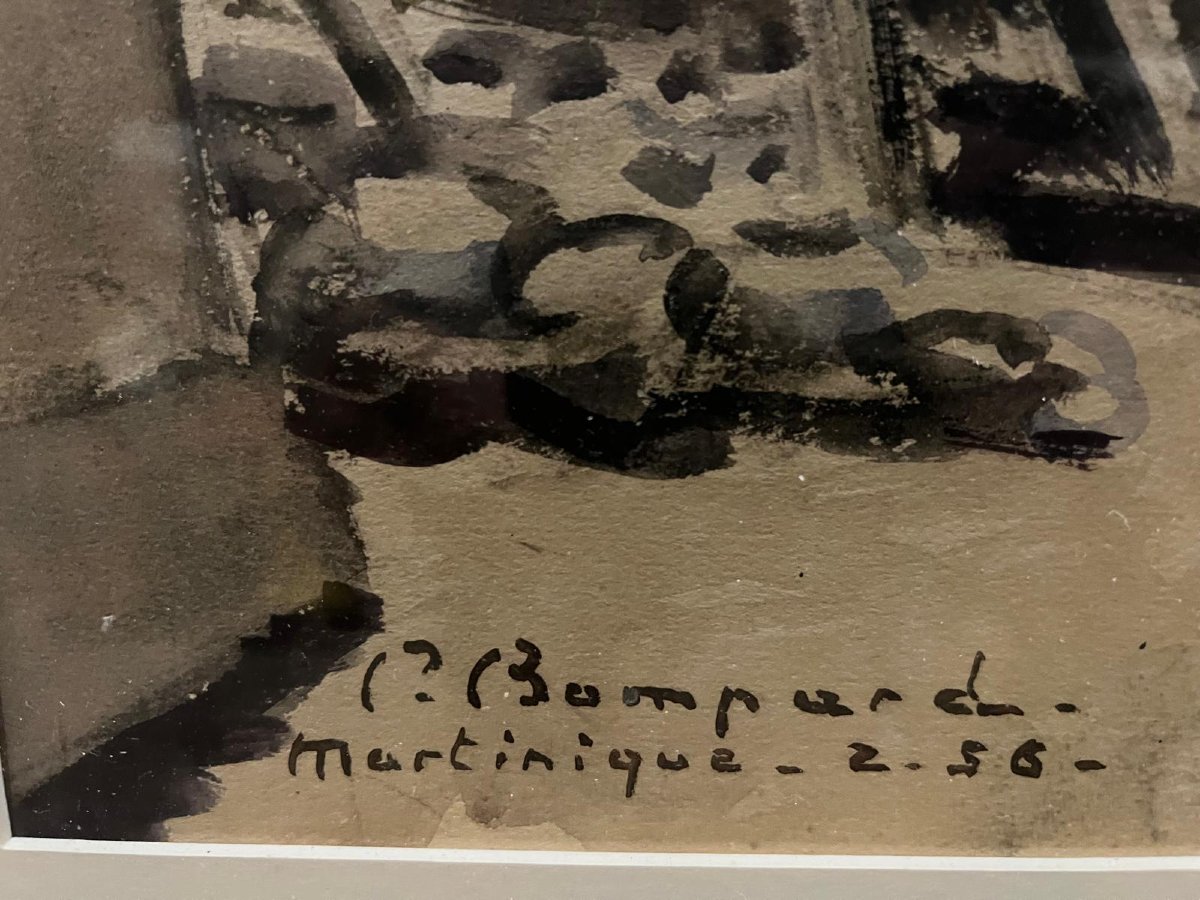 P. Bompard.
Martinique - 2.56 -